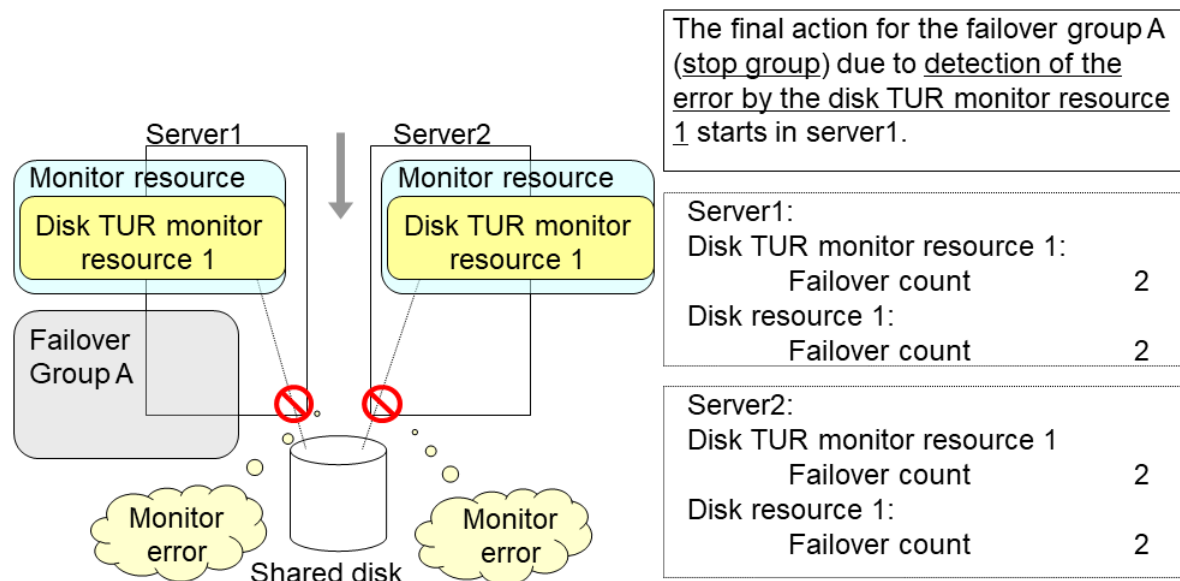 The final action for the failover group A
(stop group) due to detection of the
error by the disk TUR monitor resource
1 starts in server1.
Server1
Server2
Monitor resource
Disk TUR monitor
resource 1
Monitor resource
Disk TUR monitor
resource 1
Failover
Group A
Monitor
error
Monitor
error
Shared disk
Server1:
Disk TUR monitor resource 1:
Failover count 2
Disk resource 1:
Failover count 2
Server2:
Disk TUR monitor resource 1
Failover count 2
Disk resource 1:
Failover count 2